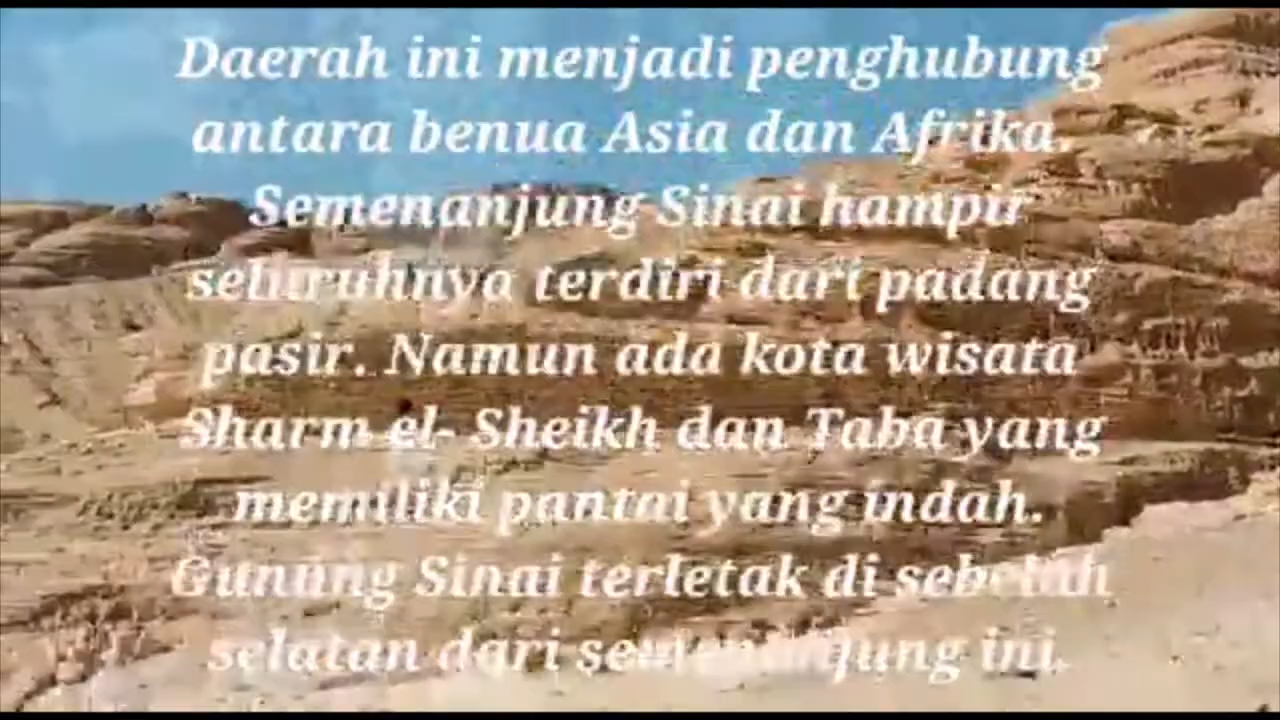 Daerah ini menjadi penghubung
antara benua Asia dan Afrika.
Semenanjung Sinai hampir
seluruhnya terdiri dari padang
pasir. Namun ada kota wisata
Sharm el- Sheikh dan Taba yang
memiliki pantai yang indah.
Gunung Sinai terletak di sebelah
selatan dari semenanjung ini.